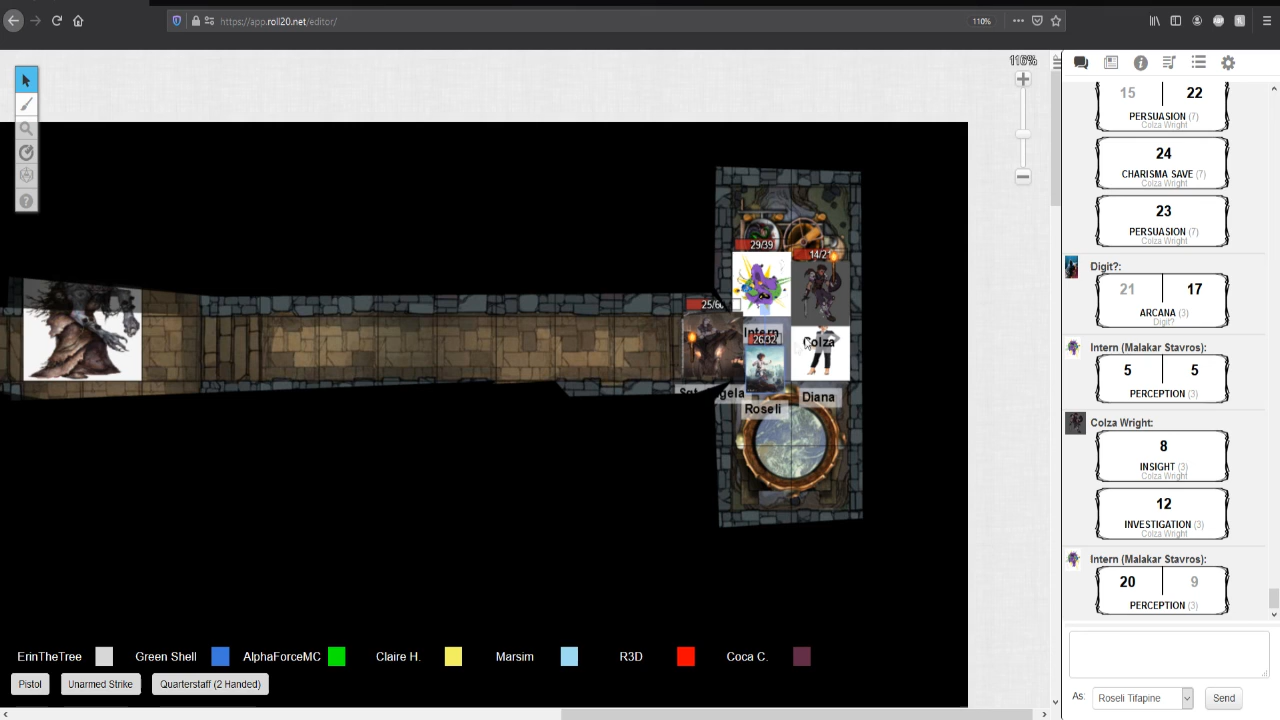 https://app.roll20.net/editor/
110%
116%
29/39
14/2
25/6
Intern
26/32
Colza
Roseli
Diana
ErinTheTree
Green Shell
AlphaForceMC
Claire H.
Marsim
R3D
Coca C.
Pistol
Unarmed Strike
Quarterstaff (2 Handed)
15 22
PERSUASION (7)
Colza Wright
24
CHARISMA SAVE (7)
Colza Wright
23
PERSUASION (7)
Colza Wright
Digit?:
21 17
ARCANA (3)
Digit?
Intern (Malakar Stavros):
5 5
PERCEPTION (3)
Colza Wright:
8
INSIGHT (3)
Colza Wright
12
INVESTIGATION (3)
Colza Wright
Intern (Malakar Stavros):
20 9
PERCEPTION (3)
As: Roseli Tifapine Send